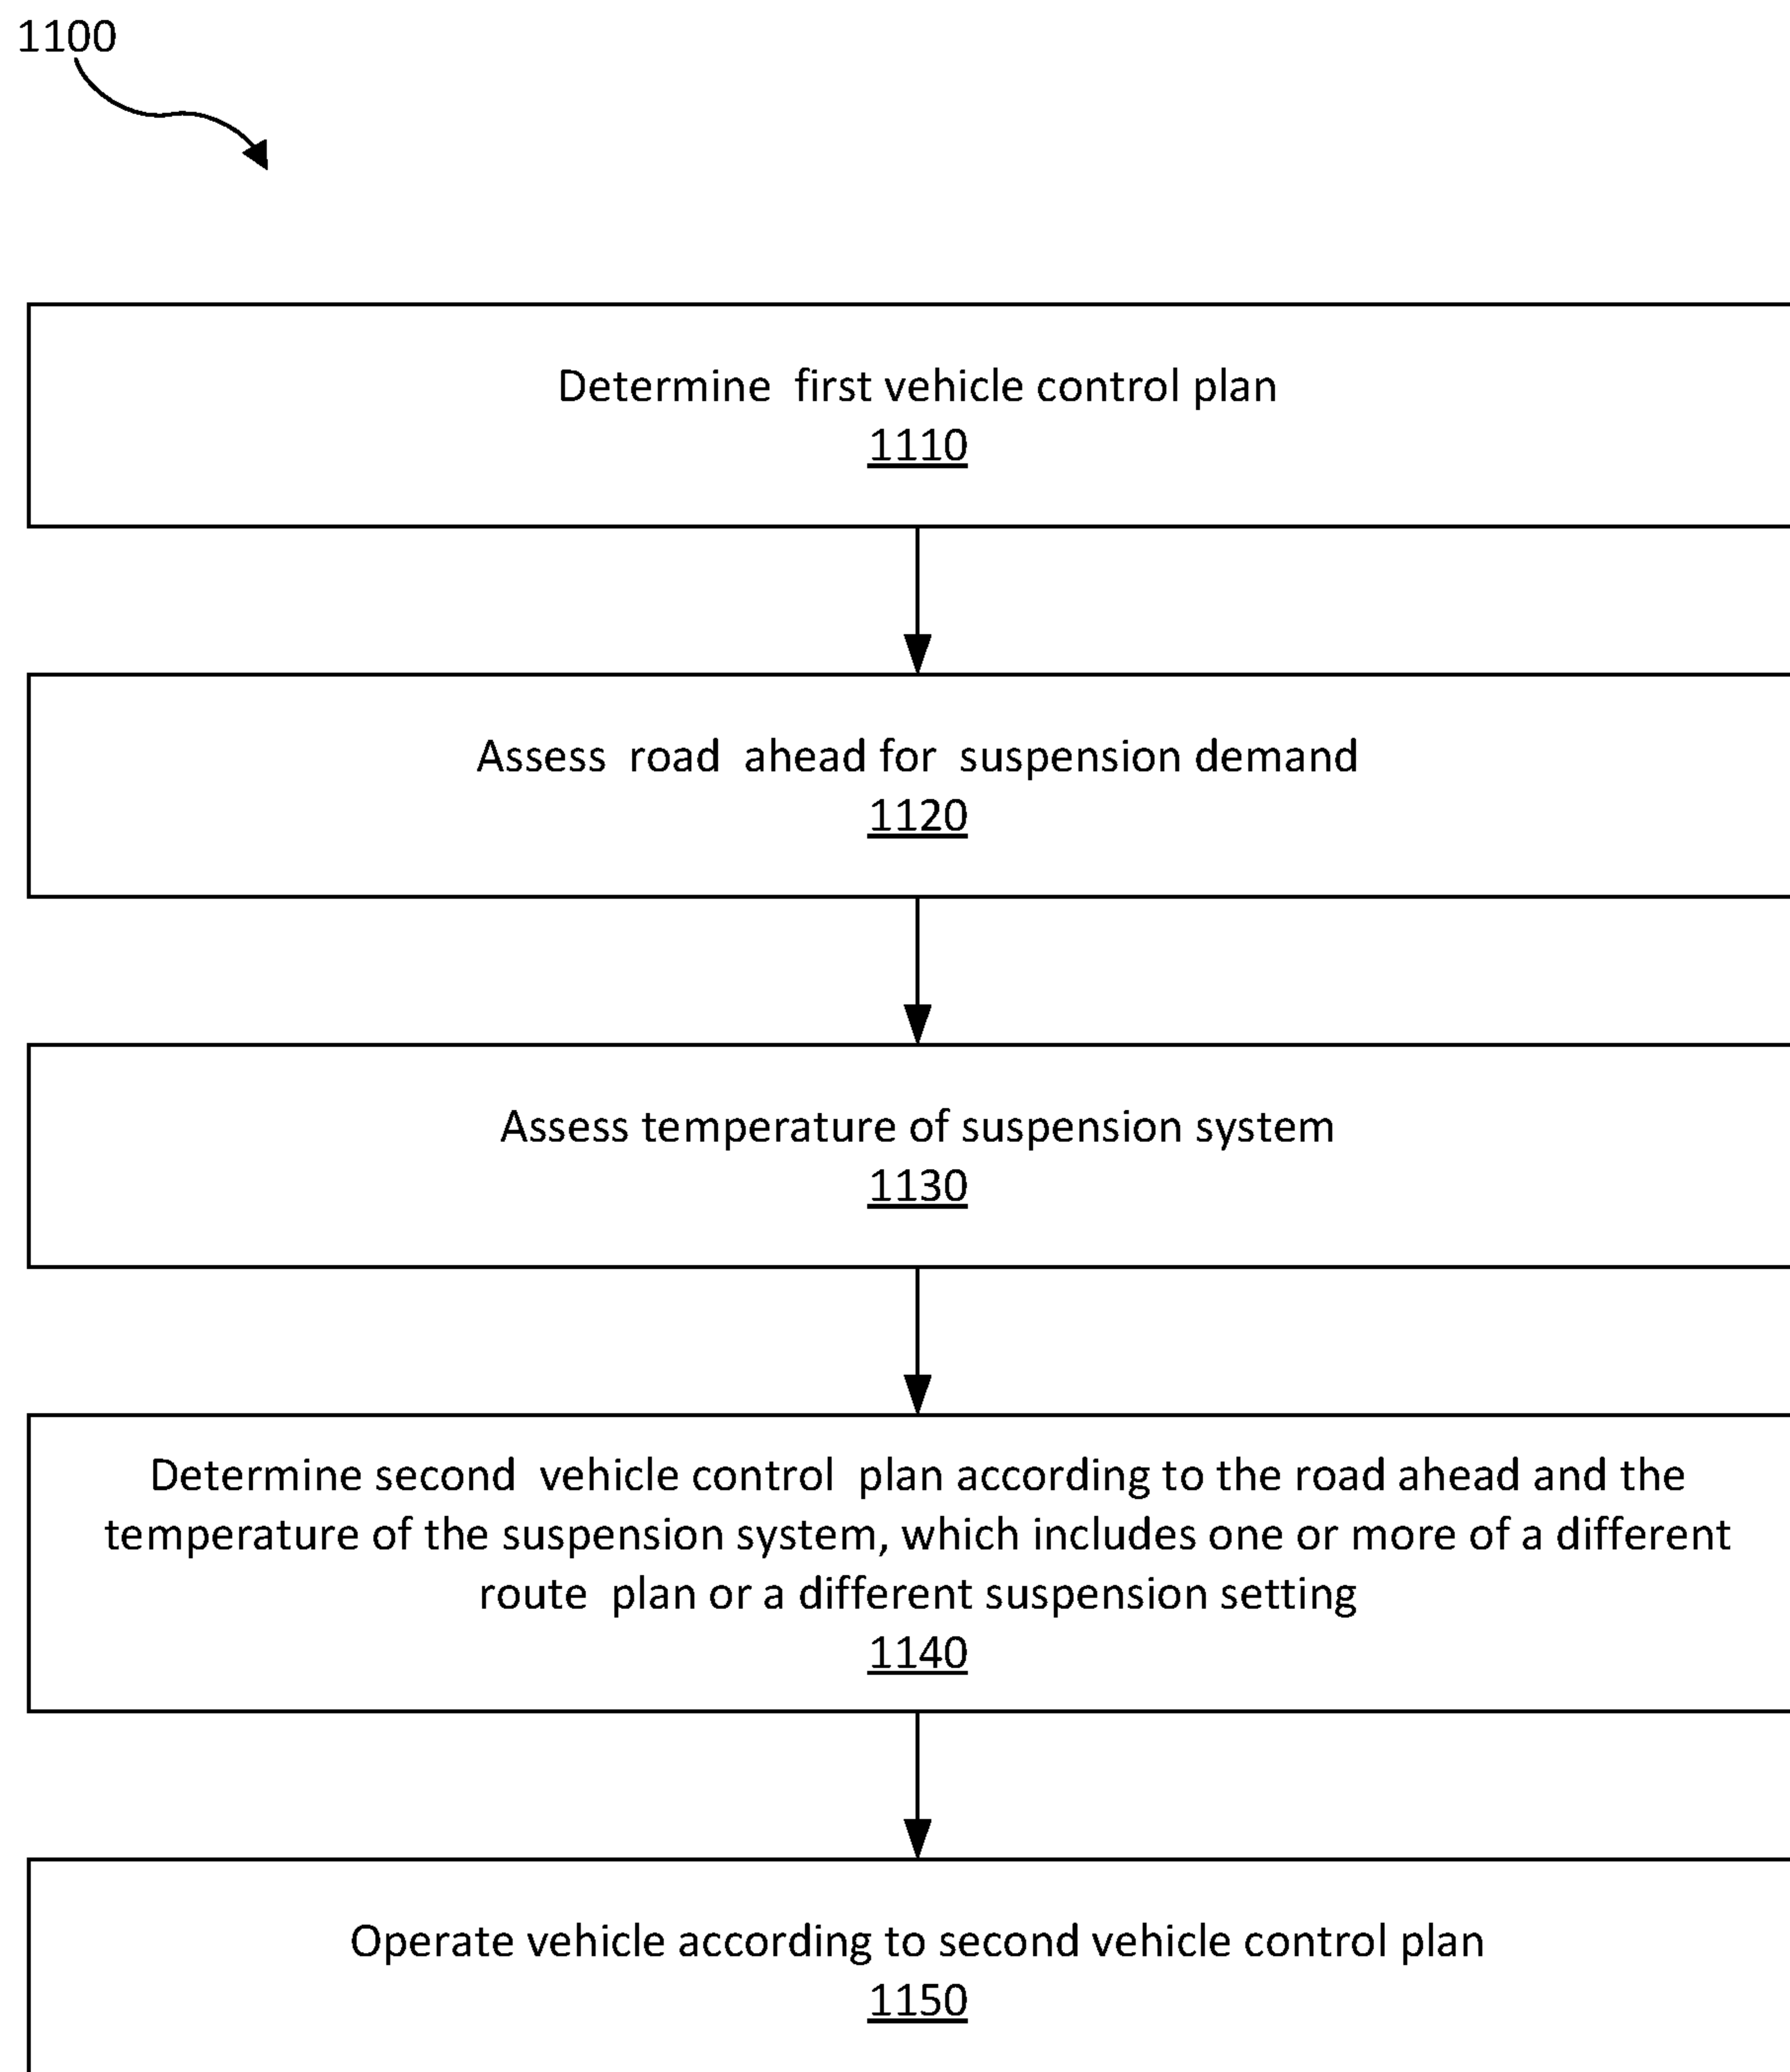 1100
Determine first vehicle control plan
1110
Assess road ahead for suspension demand
1120
Assess temperature of suspension system
1130
Determine second vehicle control plan according to the road ahead and the
temperature of the suspension system, which includes one or more of a different
route plan or a different suspension setting
1140
Operate vehicle according to second vehicle control plan
1150